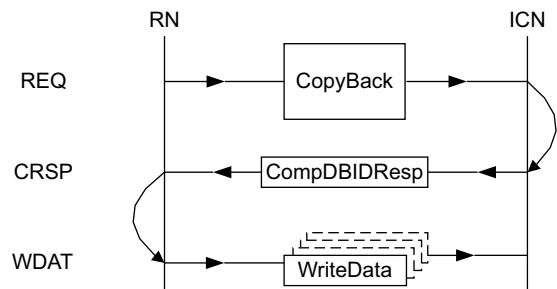 RN ICN
REQ CopyBack
CRSP CompDBIDResp
WDAT WriteData